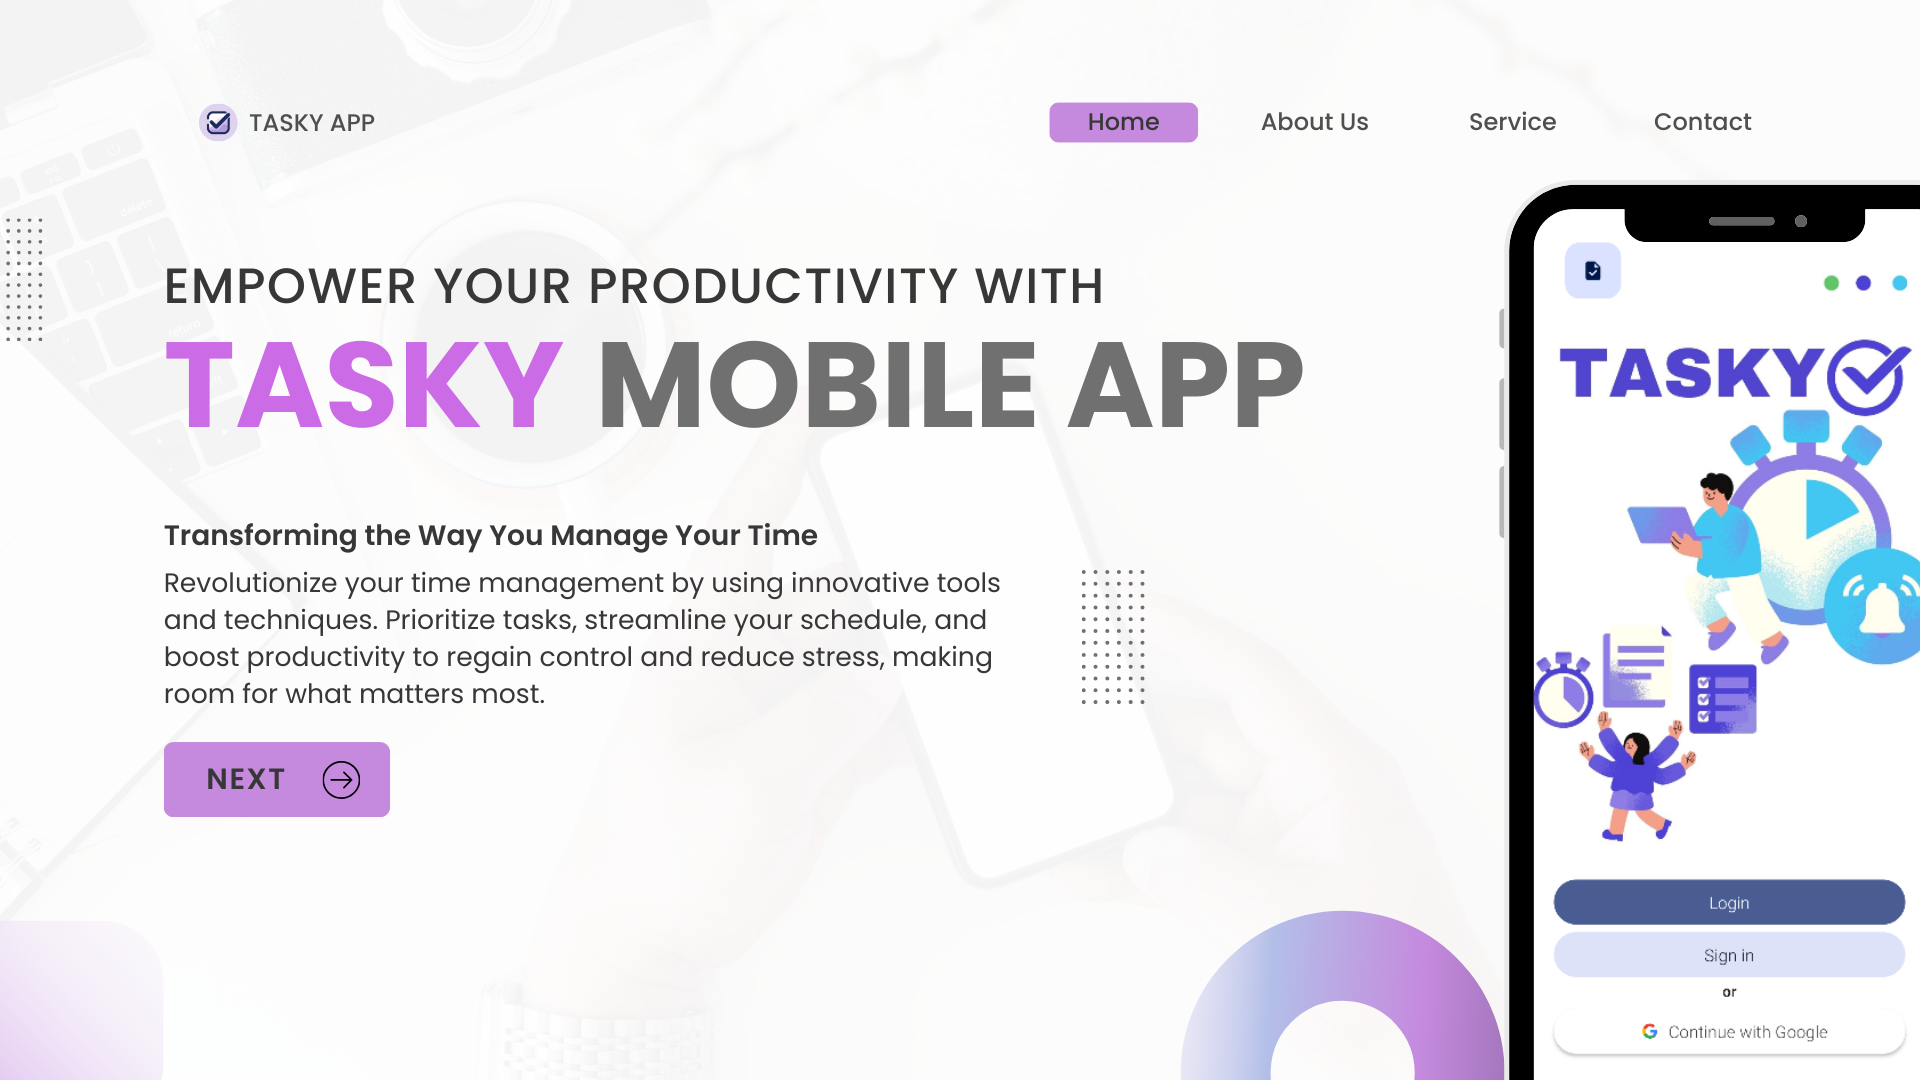 TASKY APP
Home
About Us
Service
Contact
EMPOWER YOUR PRODUCTIVITY WITH
TASKY MOBILE APP
Transforming the Way You Manage Your Time
Revolutionize your time management by using innovative tools
and techniques. Prioritize tasks, streamline your schedule, and
boost productivity to regain control and reduce stress, making
room for what matters most.
NEXT
TASKY
Login
Sign in
or
Continue with Google
delete
return